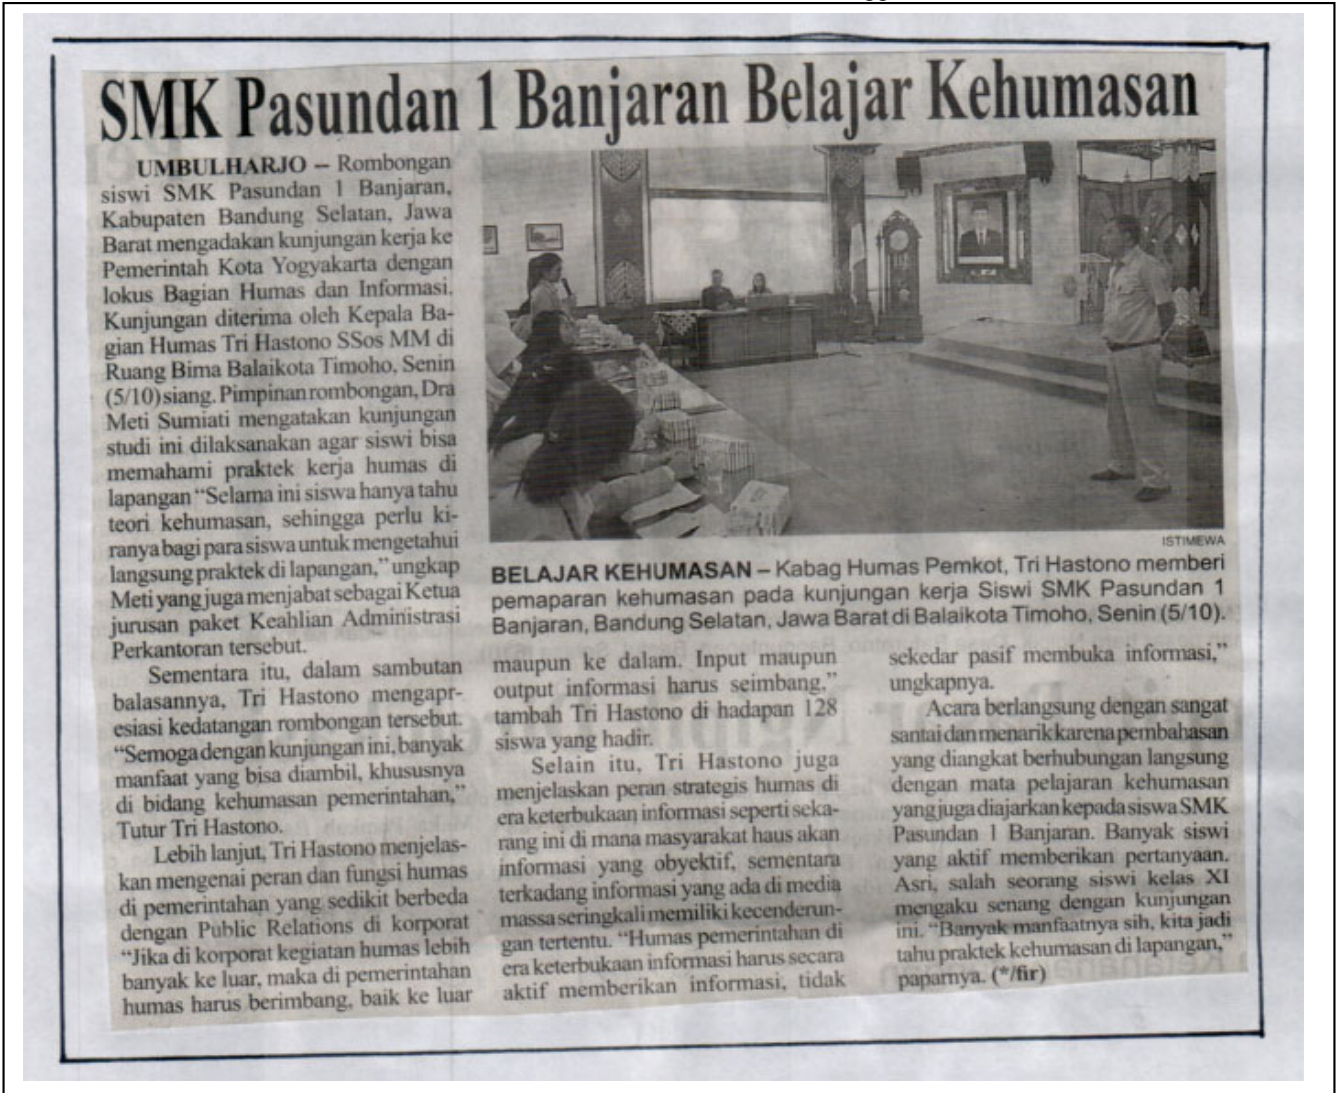 SMK Pasundan 1 Banjaran Belajar Kehumasan
UMBULHARJO – Rombongan
siswi SMK Pasundan 1 Banjaran,
Kabupaten Bandung Selatan, Jawa
Barat mengadakan kunjungan kerja ke
Pemerintah Kota Yogyakarta dengan
lokus Bagian Humas dan Informasi.
Kunjungan diterima oleh Kepala Ba-
gian Humas Tri Hastono SSos MM di
Ruang Bima Balaikota Timoho, Senin
(5/10) siang. Pimpinan rombongan, Dra
Meti Sumiati mengatakan kunjungan
studi ini dilaksanakan agar siswi bisa
memahami praktek kerja humas di
lapangan “Selama ini siswa hanya tahu
teori kehumasan, sehingga perlu ki-
ranya bagi para siswa untuk mengetahui
langsung praktek di lapangan,” ungkap
Meti yang juga menjabat sebagai Ketua
jurusan paket Keahlian Administrasi
Perkantoran tersebut.
Sementara itu, dalam sambutan
balasannya, Tri Hastono mengapr-
esiasi kedatangan rombongan tersebut.
“Semoga dengan kunjungan ini, banyak
manfaat yang bisa diambil, khususnya
di bidang kehumasan pemerintahan,”
Tutur Tri Hastono.
Lebih lanjut, Tri Hastono menjelas-
kan mengenai peran dan fungsi humas
di pemerintahan yang sedikit berbeda
dengan Public Relations di korporat
“Jika di korporat kegiatan humas lebih
banyak ke luar, maka di pemerintahan
humas harus berimbang, baik ke luar
ISTIMEWA
BELAJAR KEHUMASAN – Kabag Humas Pemkot, Tri Hastono memberi
pemaparan kehumasan pada kunjungan kerja Siswi SMK Pasundan 1
Banjaran, Bandung Selatan, Jawa Barat di Balaikota Timoho, Senin (5/10).
maupun ke dalam. Input maupun
output informasi harus seimbang,”
tambah Tri Hastono di hadapan 128
siswa yang hadir.
Selain itu, Tri Hastono juga
menjelaskan peran strategis humas di
era keterbukaan informasi seperti seka-
rang ini di mana masyarakat haus akan
informasi yang obyektif, sementara
terkadang informasi yang ada di media
massa seringkali memiliki kecenderun-
gan tertentu. “Humas pemerintahan di
era keterbukaan informasi harus secara
aktif memberikan informasi, tidak
sekedar pasif membuka informasi,”
ungkapnya.
Acara berlangsung dengan sangat
santai dan menarik karena pembahasan
yang diangkat berhubungan langsung
dengan mata pelajaran kehumasan
yang juga diajarkan kepada siswa SMK
Pasundan 1 Banjaran. Banyak siswi
yang aktif memberikan pertanyaan.
Asri, salah seorang siswi kelas XI
mengaku senang dengan kunjungan
ini. “Banyak manfaatnya sih, kita jadi
tahu praktek kehumasan di lapangan,”
paparnya. (*/fir)